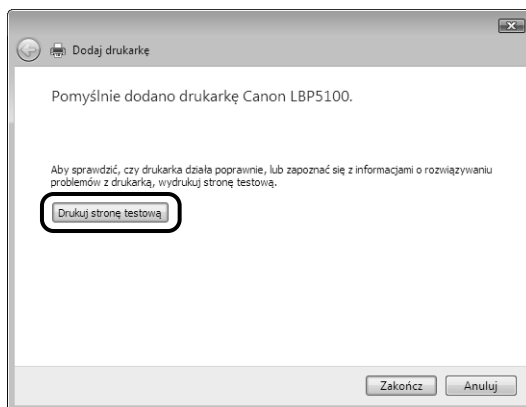 Dodaj drukarkę
Pomyślnie dodano drukarkę Canon LBP5100.
Aby sprawdzić, czy drukarka działa poprawnie, lub zapoznać się z informacjami o rozwiązywaniu
problemów z drukarką, wydrukuj stronę testową.
Drukuj stronę testową
Zakończ Anuluj